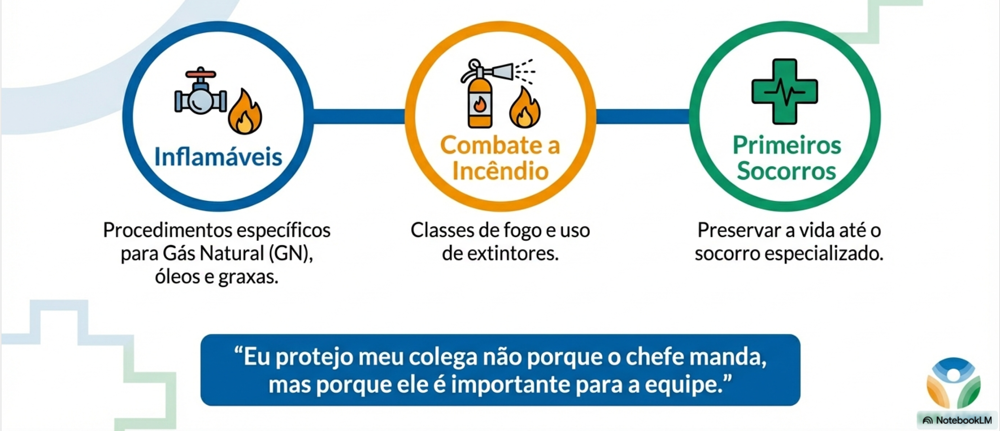 Inflamáveis
Procedimentos específicos
para Gás Natural (GN),
óleos e graxas.
Combate a
Incêndio
Classes de fogo e uso
de extintores.
Primeiros
Socorros
Preservar a vida até o
socorro especializado.
“Eu protejo meu colega não porque o chefe manda,
mas porque ele é importante para a equipe.”
NotebookLM